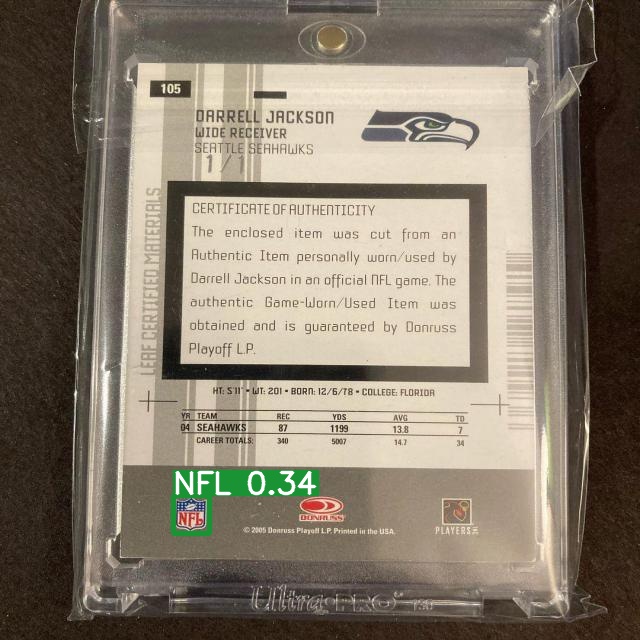 105
DARRELL JACKSON
WIDE RECEIVER
SEATTLE SEAHAWKS
1/1
LEAF CERTIFIED MATERIALS
CERTIFICATE OF AUTHENTICITY
The enclosed item was cut from an
Authentic Item personally worn/used by
Darrell Jackson in an official NFL game. The
authentic Game-Worn/Used Item was
obtained and is guaranteed by Donruss
Playoff L.P.
HT: 5'11" • WT: 201 • BORN: 12/6/78 • COLLEGE: FLORIDA
YR TEAM REC YDS AVG TD
04 SEAHAWKS 87 1199 13.8 7
CAREER TOTALS: 340 5007 14.7 34
NFL 0.34
NFL
DONRUSS
PLAYERS INC
© 2005 Donruss Playoff L.P. Printed in the USA.
Ultra PRO